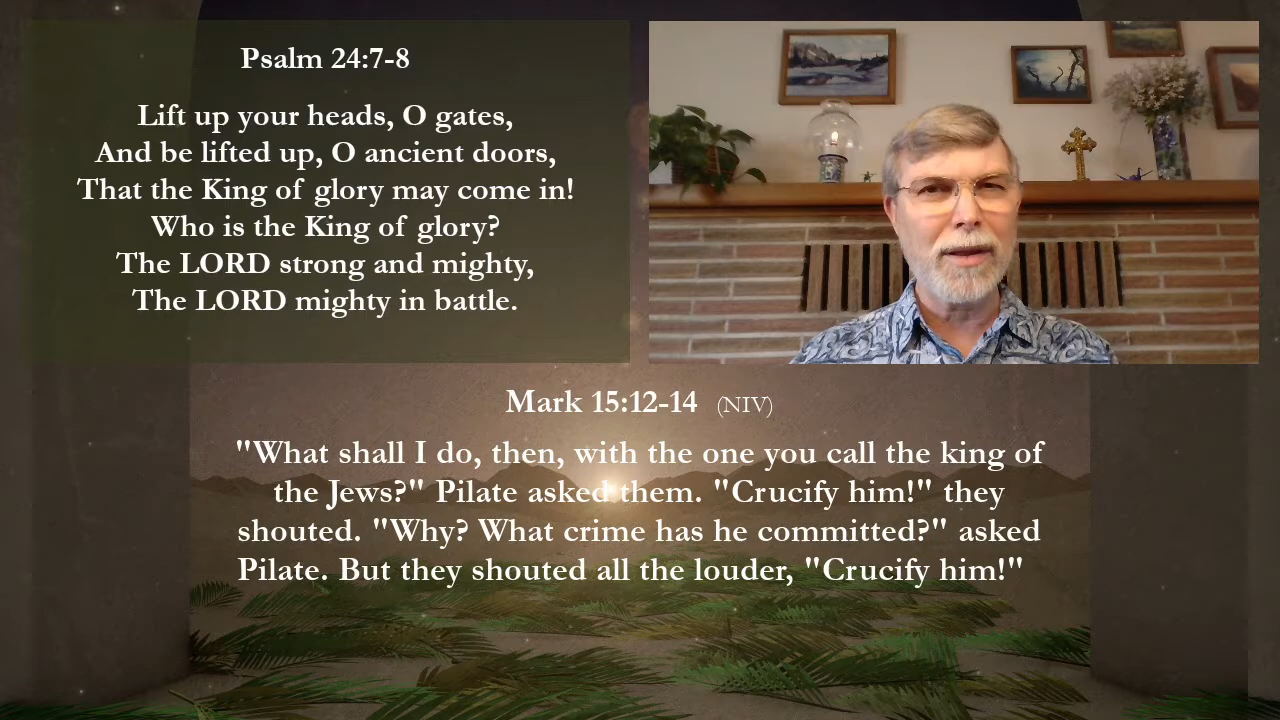 Psalm 24:7-8
Lift up your heads, O gates,
And be lifted up, O ancient doors,
That the King of glory may come in!
Who is the King of glory?
The LORD strong and mighty,
The LORD mighty in battle.
Mark 15:12-14 (NIV)
"What shall I do, then, with the one you call the king of
the Jews?" Pilate asked them. "Crucify him!" they
shouted. "Why? What crime has he committed?" asked
Pilate. But they shouted all the louder, "Crucify him!"